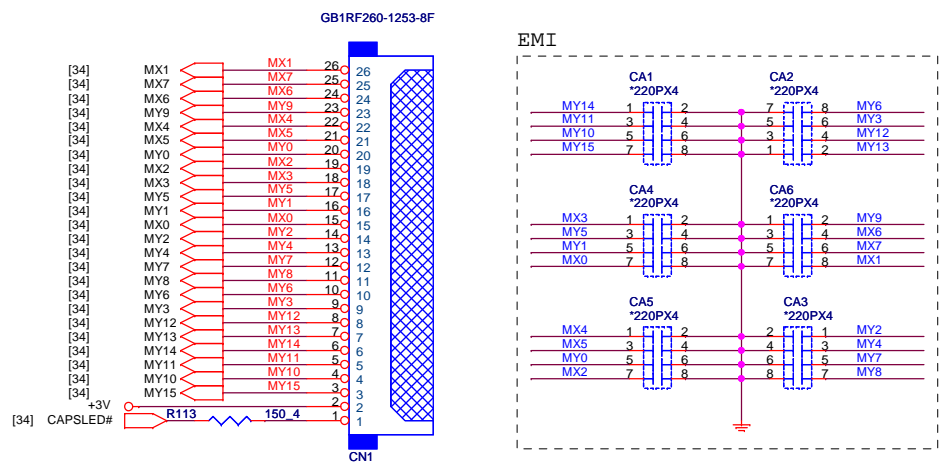 GB1RF260-1253-8F
[34] MX1 MX1 26 26
[34] MX7 MX7 25 25
[34] MX6 MX6 24 24
[34] MY9 MY9 23 23
[34] MX4 MX4 22 22
[34] MX5 MX5 21 21
[34] MY0 MY0 20 20
[34] MX2 MX2 19 19
[34] MX3 MX3 18 18
[34] MY5 MY5 17 17
[34] MY1 MY1 16 16
[34] MX0 MX0 15 15
[34] MY2 MY2 14 14
[34] MY4 MY4 13 13
[34] MY7 MY7 12 12
[34] MY8 MY8 11 11
[34] MY6 MY6 10 10
[34] MY3 MY3 9 9
[34] MY12 MY12 8 8
[34] MY13 MY13 7 7
[34] MY14 MY14 6 6
[34] MY11 MY11 5 5
[34] MY10 MY10 4 4
[34] MY15 MY15 3 3
+3V 2 2
[34] CAPSLED# R113 150_4 1 1
CN1
EMI
CA1 CA2
*220PX4 *220PX4
MY14 1 2 7 8 MY6
MY11 3 4 5 6 MY3
MY10 5 6 3 4 MY12
MY15 7 8 1 2 MY13
CA4 CA6
*220PX4 *220PX4
MX3 1 2 1 2 MY9
MY5 3 4 3 4 MX6
MY1 5 6 5 6 MX7
MX0 7 8 7 8 MX1
CA5 CA3
*220PX4 *220PX4
MX4 1 2 2 1 MY2
MX5 3 4 4 3 MY4
MY0 5 6 6 5 MY7
MX2 7 8 8 7 MY8